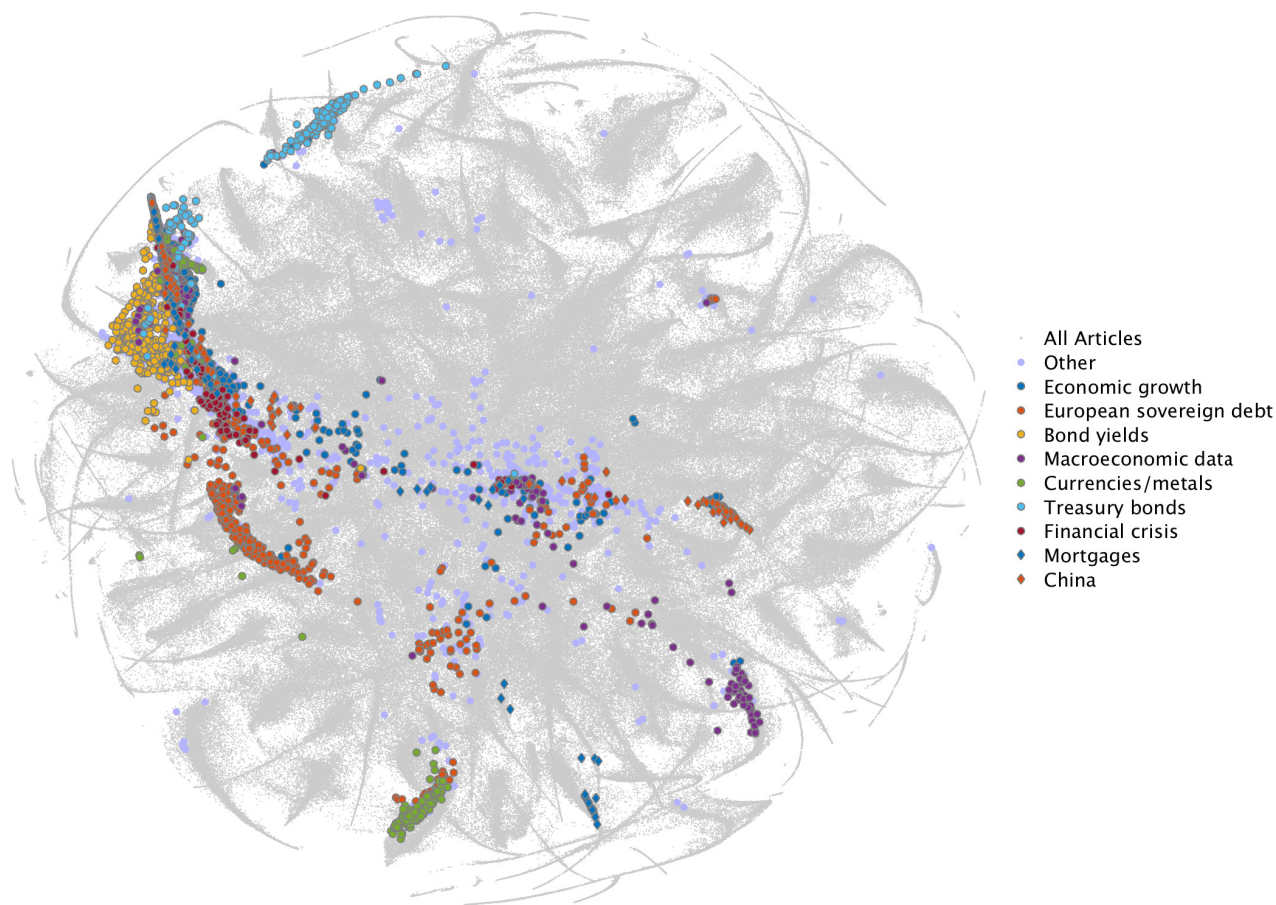 All Articles
Other
Economic growth
European sovereign debt
Bond yields
Macroeconomic data
Currencies/metals
Treasury bonds
Financial crisis
Mortgages
China